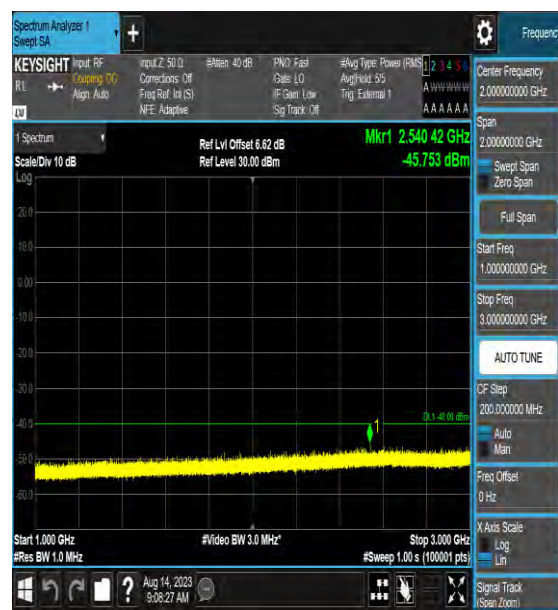 Spectrum Analyzer 1
Swept SA
Frequenc
KEYSIGHT
RL
Input: RF
Coupling: DC
Align: Auto
Input Z: 50 Ω
Corrections: Off
Freq Ref: Int (S)
NFE: Adaptive
#Atten: 40 dB
PNO: Fast
Gate: LO
IF Gain: Low
Sig Track: Off
#Avg Type: Power (RMS
Avg|Hold: 5/5
Trig: External 1
1 2 3 4 5 6
A W W W W W
A A A A A A
LW
1 Spectrum
Scale/Div 10 dB
Log
Ref Lvl Offset 6.62 dB
Ref Level 30.00 dBm
Mkr1 2.540 42 GHz
-45.753 dBm
20.0
10.0
0.00
-10.0
-20.0
-30.0
-40.0
-50.0
-60.0
DL1 -40.00 dBm
1
Start 1.000 GHz
#Res BW 1.0 MHz
#Video BW 3.0 MHz*
Stop 3.000 GHz
#Sweep 1.00 s (100001 pts)
Aug 14, 2023
9:08:27 AM
?
Center Frequency
2.000000000 GHz
Span
2.00000000 GHz
Swept Span
Zero Span
Full Span
Start Freq
1.000000000 GHz
Stop Freq
3.000000000 GHz
AUTO TUNE
CF Step
200.000000 MHz
Auto
Man
Freq Offset
0 Hz
X Axis Scale
Log
Lin
Signal Track
(Span Zoom)